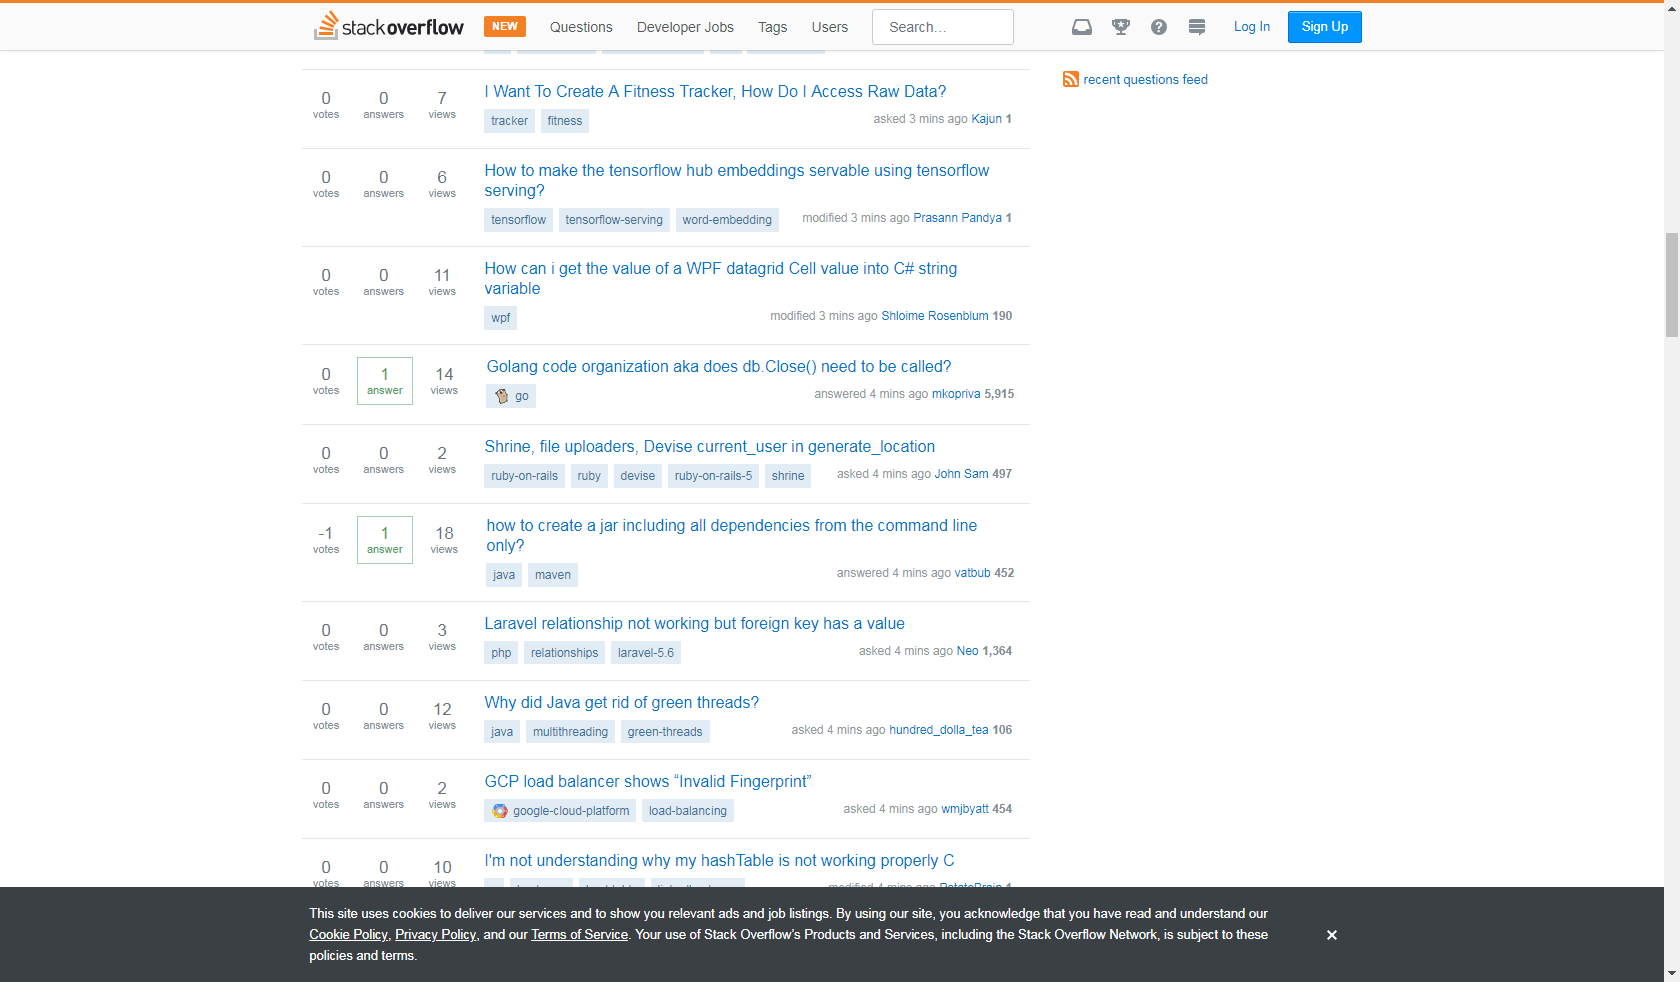 stackoverflow
NEW
Questions
Developer Jobs
Tags
Users
Search…
Log In
Sign Up
recent questions feed
0 votes
0 answers
7 views
I Want To Create A Fitness Tracker, How Do I Access Raw Data?
tracker fitness
asked 3 mins ago Kajun 1
0 votes
0 answers
6 views
How to make the tensorflow hub embeddings servable using tensorflow
serving?
tensorflow tensorflow-serving word-embedding
modified 3 mins ago Prasann Pandya 1
0 votes
0 answers
11 views
How can i get the value of a WPF datagrid Cell value into C# string
variable
wpf
modified 3 mins ago Shloime Rosenblum 190
0 votes
1 answer
14 views
Golang code organization aka does db.Close() need to be called?
go
answered 4 mins ago mkopriva 5,915
0 votes
0 answers
2 views
Shrine, file uploaders, Devise current_user in generate_location
ruby-on-rails ruby devise ruby-on-rails-5 shrine
asked 4 mins ago John Sam 497
-1 votes
1 answer
18 views
how to create a jar including all dependencies from the command line
only?
java maven
answered 4 mins ago vatbub 452
0 votes
0 answers
3 views
Laravel relationship not working but foreign key has a value
php relationships laravel-5.6
asked 4 mins ago Neo 1,364
0 votes
0 answers
12 views
Why did Java get rid of green threads?
java multithreading green-threads
asked 4 mins ago hundred_dolla_tea 106
0 votes
0 answers
2 views
GCP load balancer shows “Invalid Fingerprint”
google-cloud-platform load-balancing
asked 4 mins ago wmjbyatt 454
0 votes
0 answers
10 views
I'm not understanding why my hashTable is not working properly C
This site uses cookies to deliver our services and to show you relevant ads and job listings. By using our site, you acknowledge that you have read and understand our
Cookie Policy, Privacy Policy, and our Terms of Service. Your use of Stack Overflow’s Products and Services, including the Stack Overflow Network, is subject to these
policies and terms.